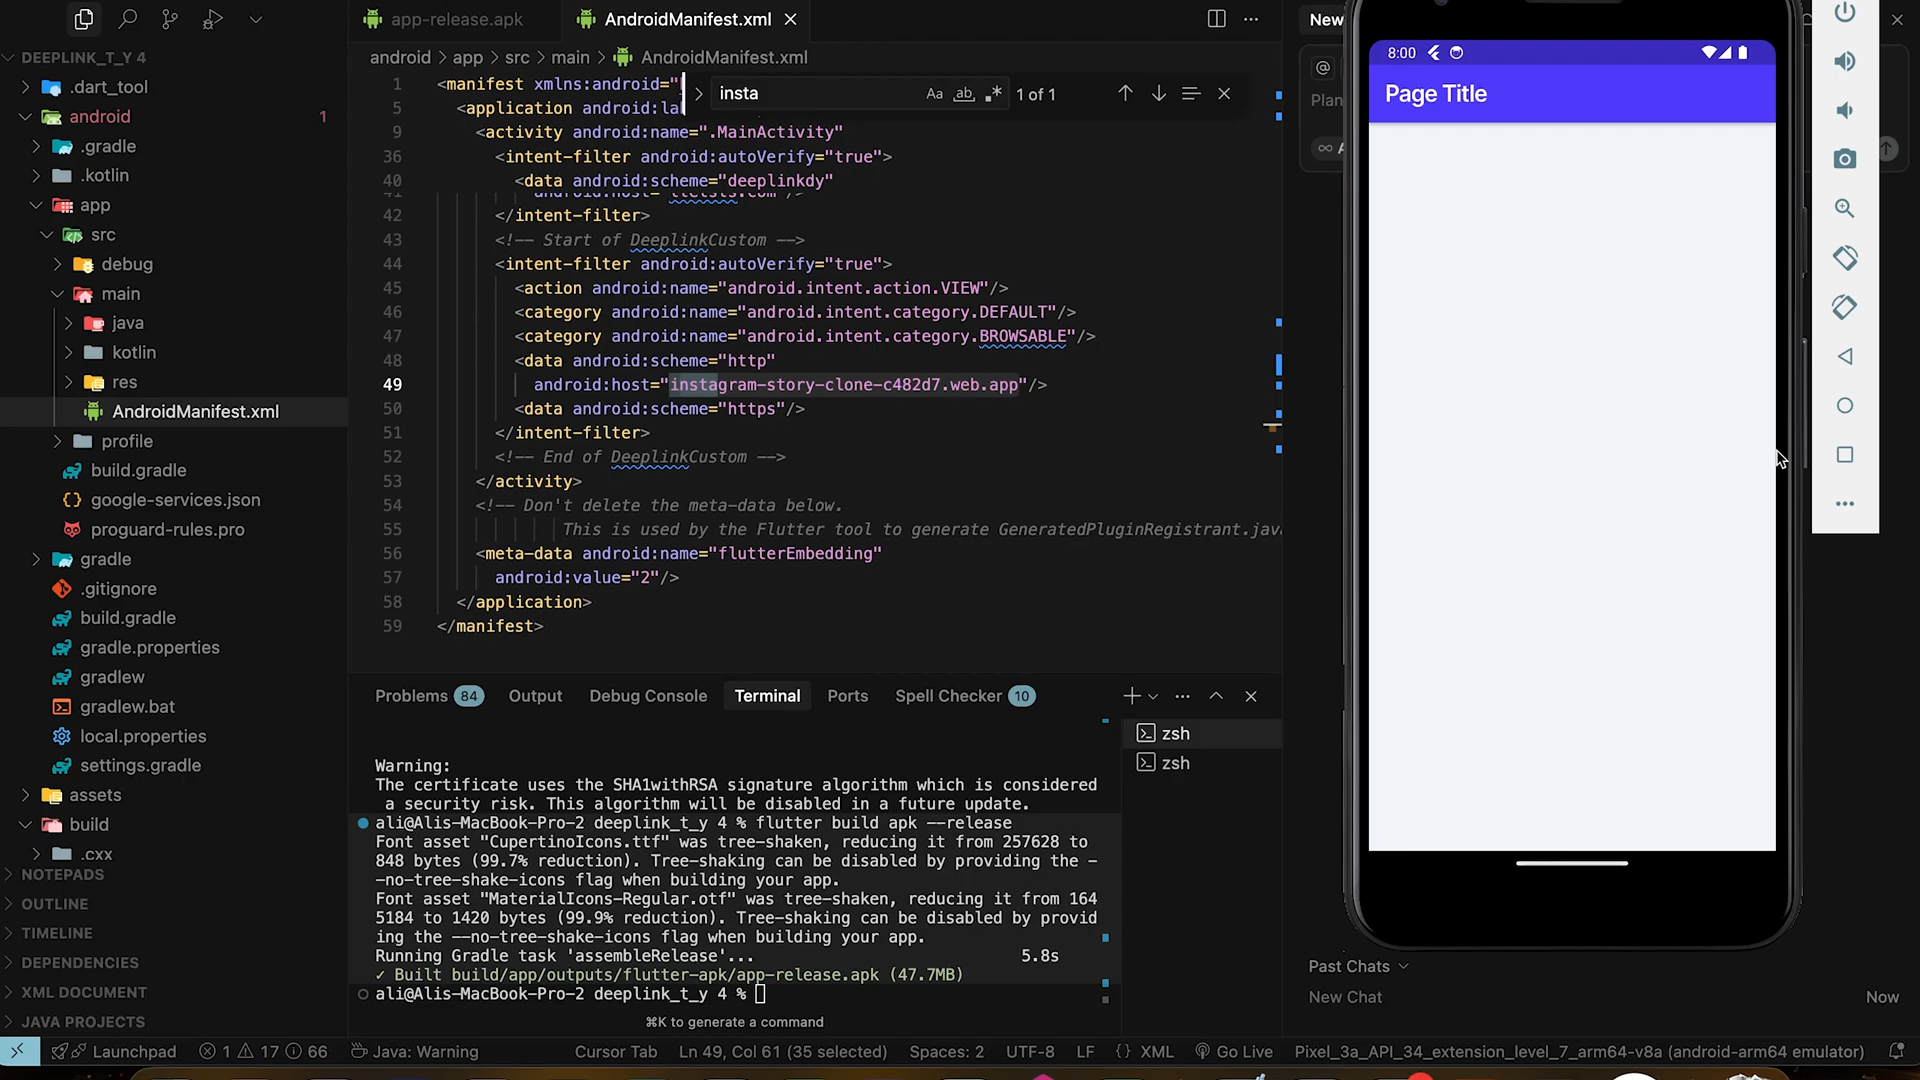 DEEPLINK_T_Y 4
.dart_tool
android 1
.gradle
.kotlin
app
src
debug
main
java
kotlin
res
AndroidManifest.xml
profile
build.gradle
google-services.json
proguard-rules.pro
gradle
.gitignore
build.gradle
gradle.properties
gradlew
gradlew.bat
local.properties
settings.gradle
assets
build
.cxx
NOTEPADS
OUTLINE
TIMELINE
DEPENDENCIES
XML DOCUMENT
JAVA PROJECTS
app-release.apk
AndroidManifest.xml
android > app > src > main > AndroidManifest.xml
insta
Aa ab 1 of 1
1 <manifest xmlns:android="
5 <application android:la
9 <activity android:name=".MainActivity"
36 <intent-filter android:autoVerify="true">
40 <data android:scheme="deeplinkdy"
42 </intent-filter>
43 <!-- Start of DeeplinkCustom -->
44 <intent-filter android:autoVerify="true">
45 <action android:name="android.intent.action.VIEW"/>
46 <category android:name="android.intent.category.DEFAULT"/>
47 <category android:name="android.intent.category.BROWSABLE"/>
48 <data android:scheme="http"
49 android:host="instagram-story-clone-c482d7.web.app"/>
50 <data android:scheme="https"/>
51 </intent-filter>
52 <!-- End of DeeplinkCustom -->
53 </activity>
54 <!-- Don't delete the meta-data below.
55 This is used by the Flutter tool to generate GeneratedPluginRegistrant.java
56 <meta-data android:name="flutterEmbedding"
57 android:value="2"/>
58 </application>
59 </manifest>
Problems 84 Output Debug Console Terminal Ports Spell Checker 10
Warning:
The certificate uses the SHA1withRSA signature algorithm which is considered
a security risk. This algorithm will be disabled in a future update.
ali@Alis-MacBook-Pro-2 deeplink_t_y 4 % flutter build apk --release
Font asset "CupertinoIcons.ttf" was tree-shaken, reducing it from 257628 to
848 bytes (99.7% reduction). Tree-shaking can be disabled by providing the -
-no-tree-shake-icons flag when building your app.
Font asset "MaterialIcons-Regular.otf" was tree-shaken, reducing it from 164
5184 to 1420 bytes (99.9% reduction). Tree-shaking can be disabled by provid
ing the --no-tree-shake-icons flag when building your app.
Running Gradle task 'assembleRelease'... 5.8s
✓ Built build/app/outputs/flutter-apk/app-release.apk (47.7MB)
ali@Alis-MacBook-Pro-2 deeplink_t_y 4 %
⌘K to generate a command
zsh
zsh
New
@
Plan
∞ A
8:00
Page Title
Past Chats
New Chat Now
Launchpad 1 17 66 Java: Warning Cursor Tab Ln 49, Col 61 (35 selected) Spaces: 2 UTF-8 LF {} XML Go Live Pixel_3a_API_34_extension_level_7_arm64-v8a (android-arm64 emulator)